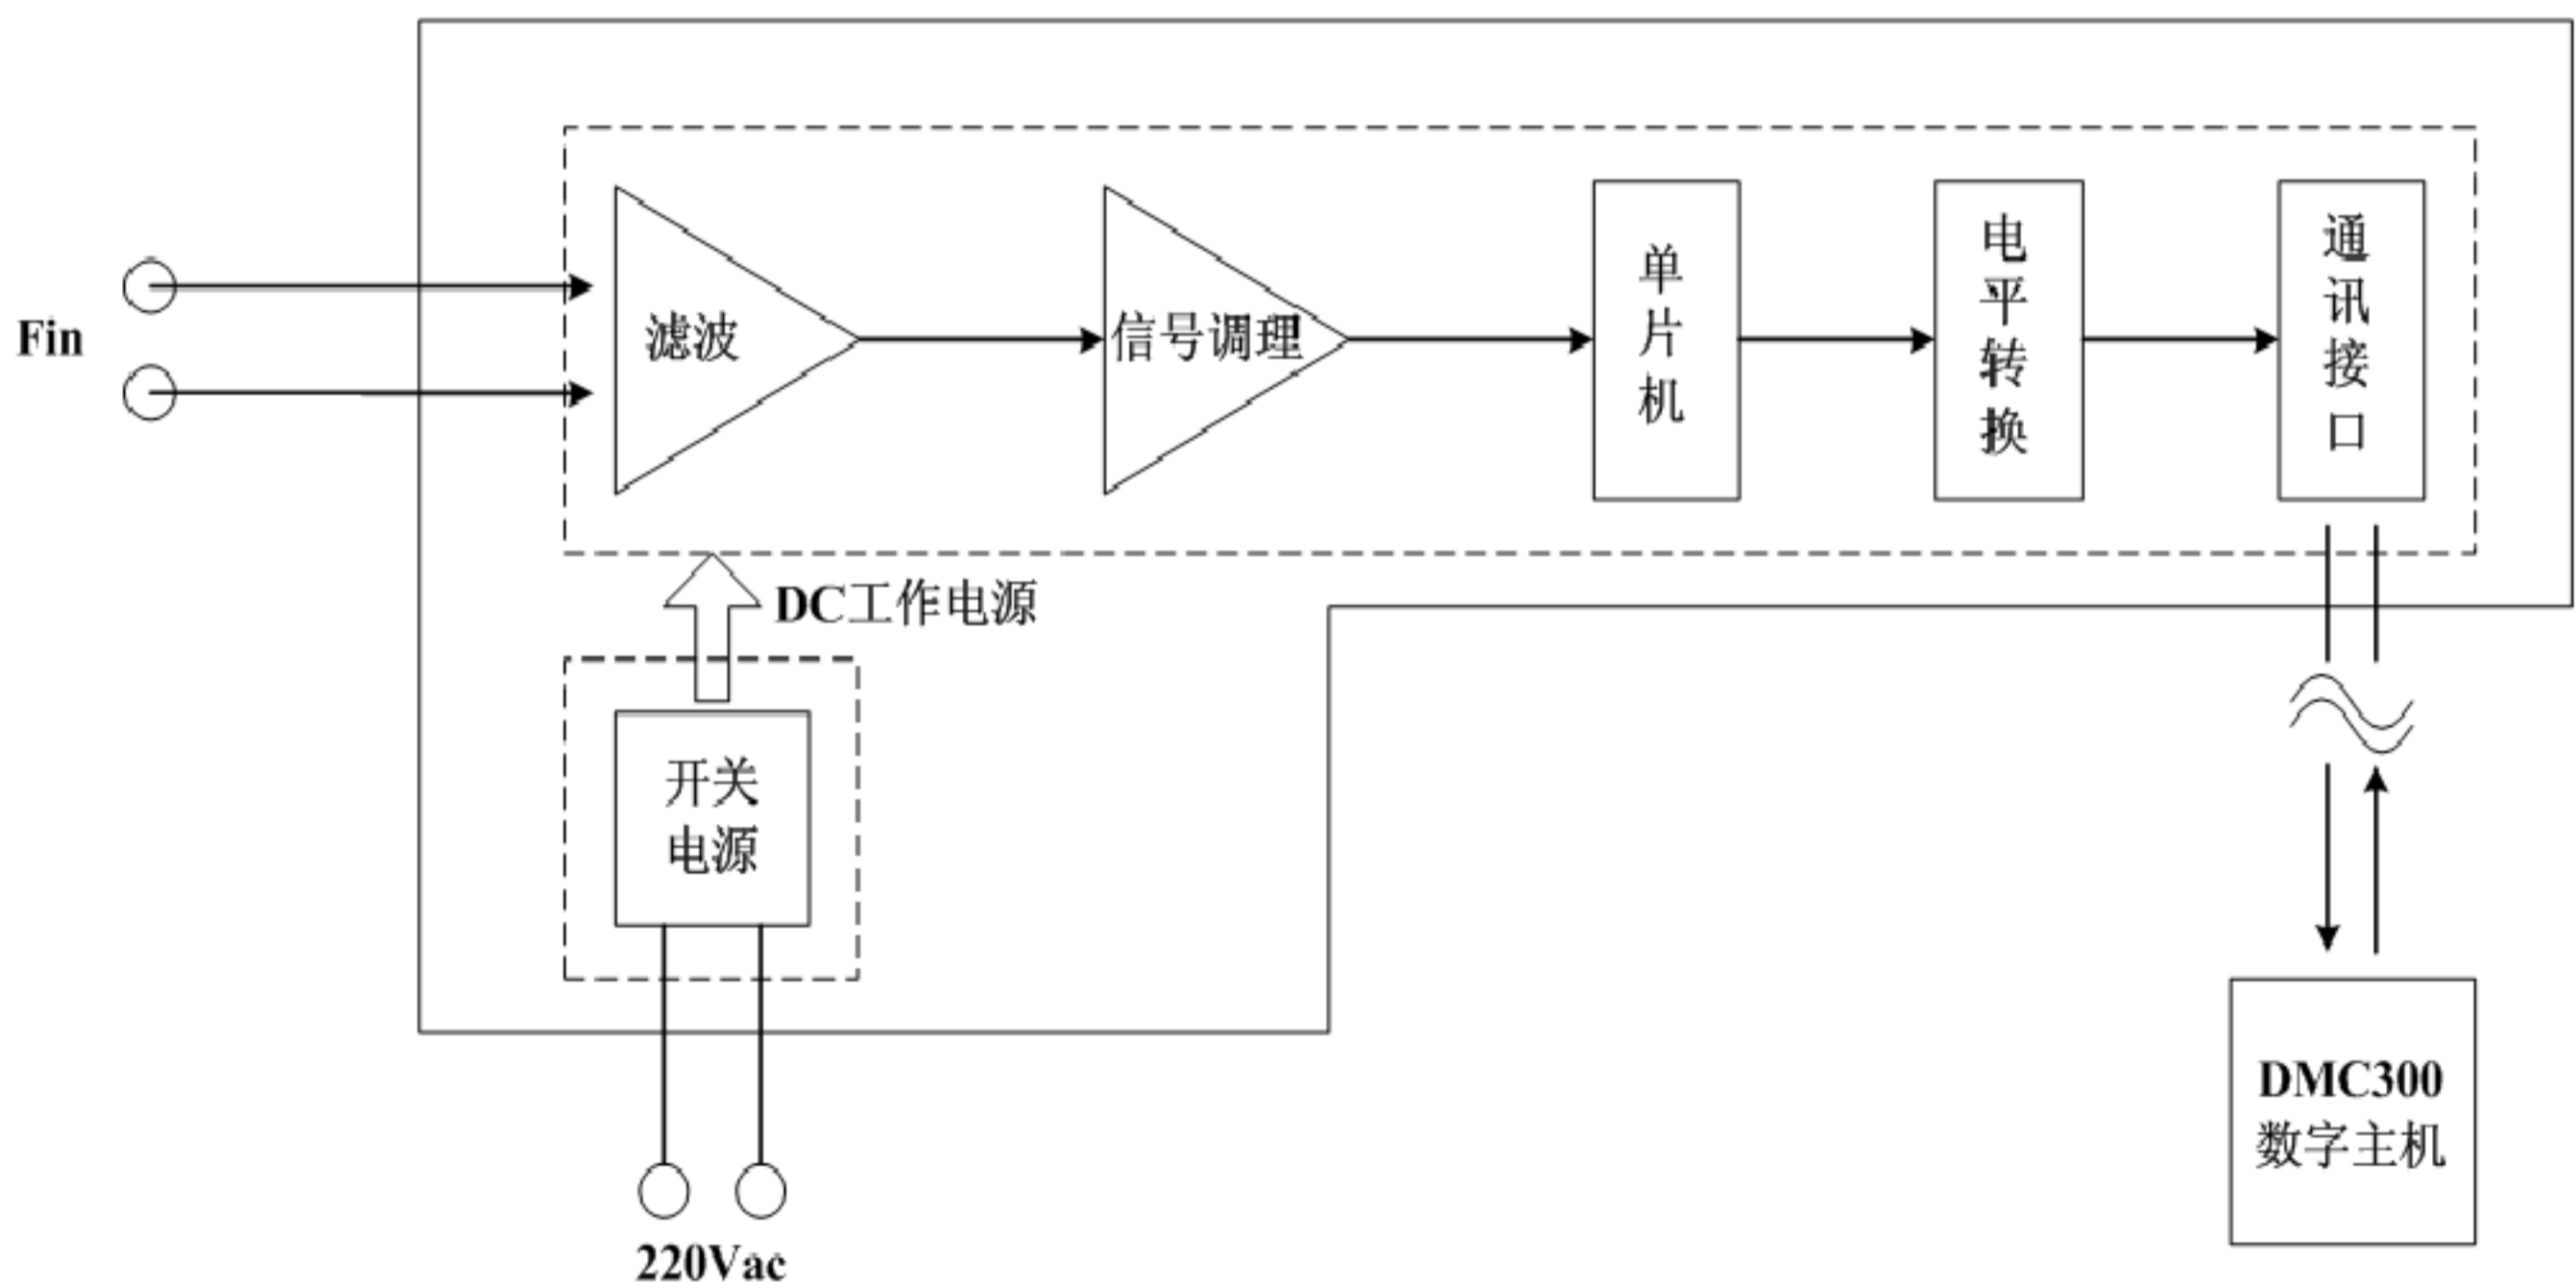 Fin
滤波
信号调理
单片机
电平转换
通讯接口
DC工作电源
开关
电源
220Vac
DMC300
数字主机